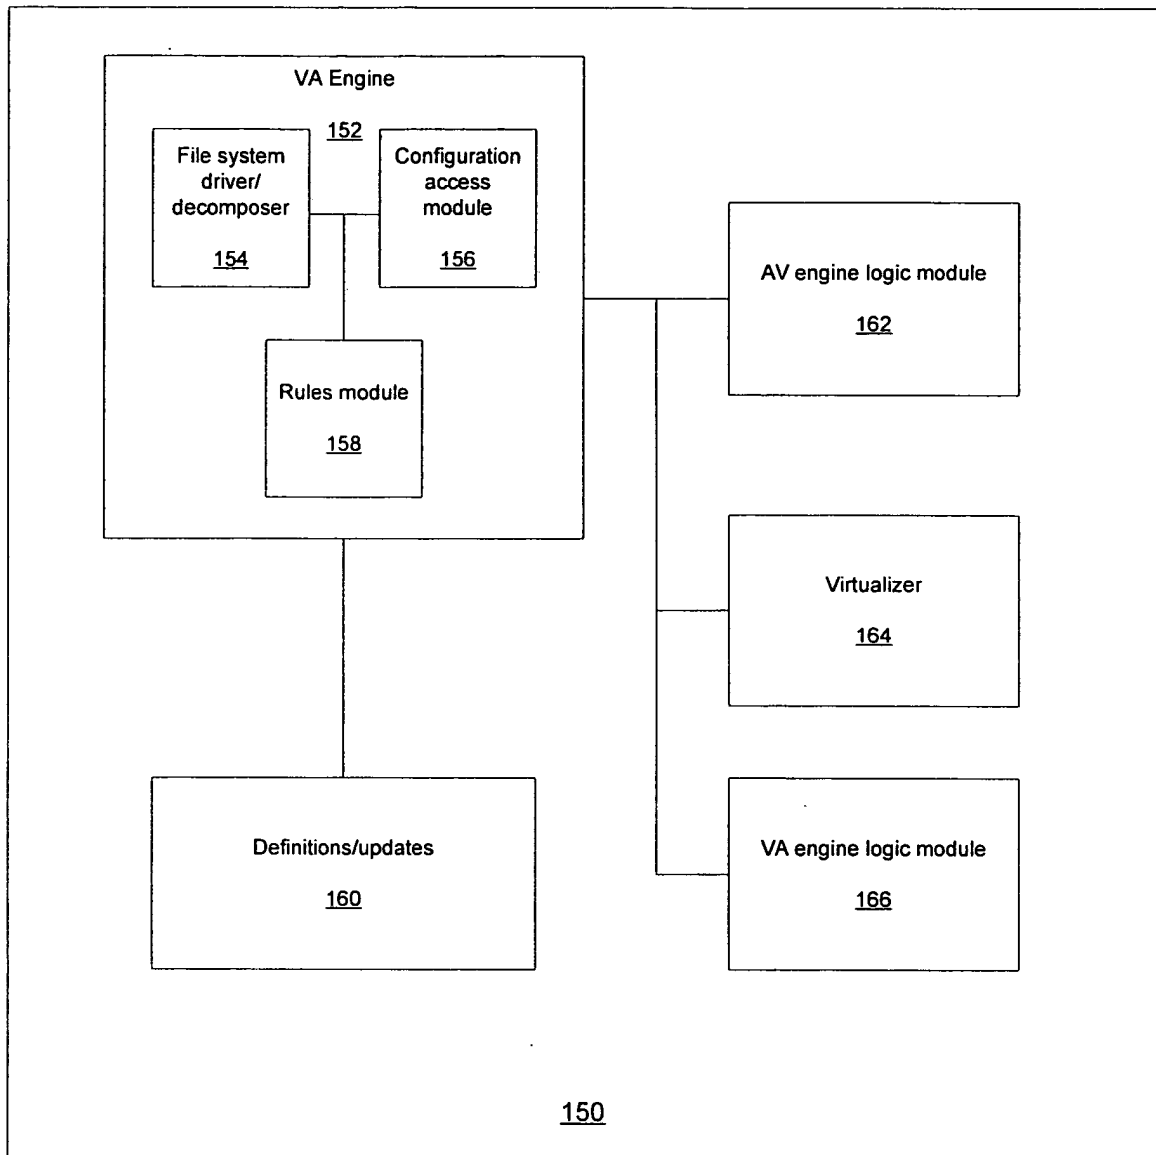 VA Engine
152
File system
driver/
decomposer
154
Configuration
access
module
156
Rules module
158
AV engine logic module
162
Virtualizer
164
Definitions/updates
160
VA engine logic module
166
150